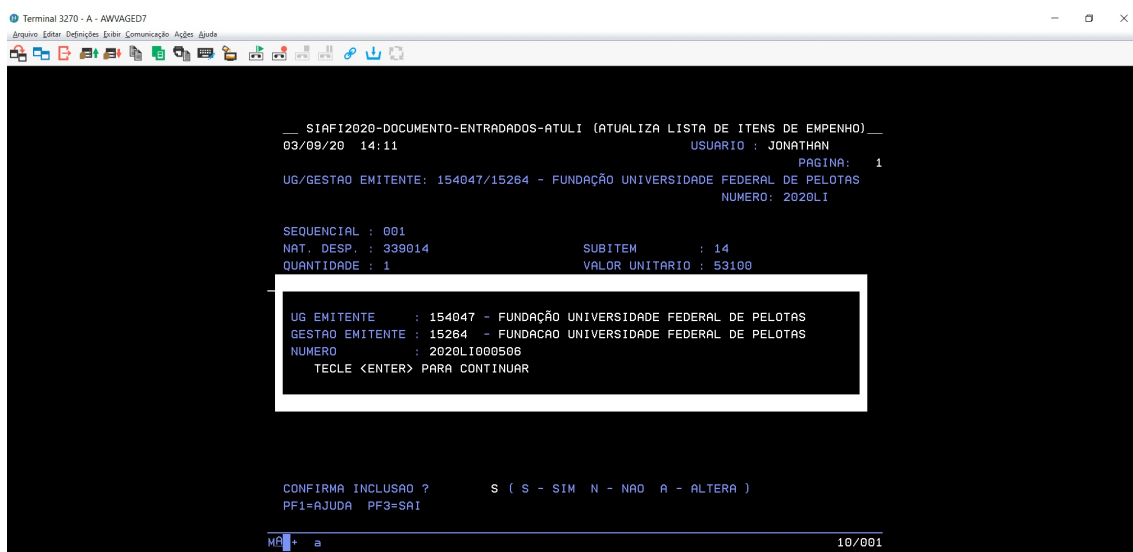 Terminal 3270 - A - AWVAGED7
Arquivo Editar Definições Exibir Comunicação Ações Ajuda
__ SIAFI2020-DOCUMENTO-ENTRADADOS-ATULI (ATUALIZA LISTA DE ITENS DE EMPENHO)__
03/09/20 14:11 USUARIO : JONATHAN
PAGINA: 1
UG/GESTAO EMITENTE: 154047/15264 - FUNDAÇÃO UNIVERSIDADE FEDERAL DE PELOTAS
NUMERO: 2020LI
SEQUENCIAL : 001
NAT. DESP. : 339014 SUBITEM : 14
QUANTIDADE : 1 VALOR UNITARIO : 53100
UG EMITENTE : 154047 - FUNDAÇÃO UNIVERSIDADE FEDERAL DE PELOTAS
GESTAO EMITENTE : 15264 - FUNDACAO UNIVERSIDADE FEDERAL DE PELOTAS
NUMERO : 2020LI000506
TECLE <ENTER> PARA CONTINUAR
CONFIRMA INCLUSAO ? S ( S - SIM N - NAO A - ALTERA )
PF1=AJUDA PF3=SAI
MÂ + a 10/001